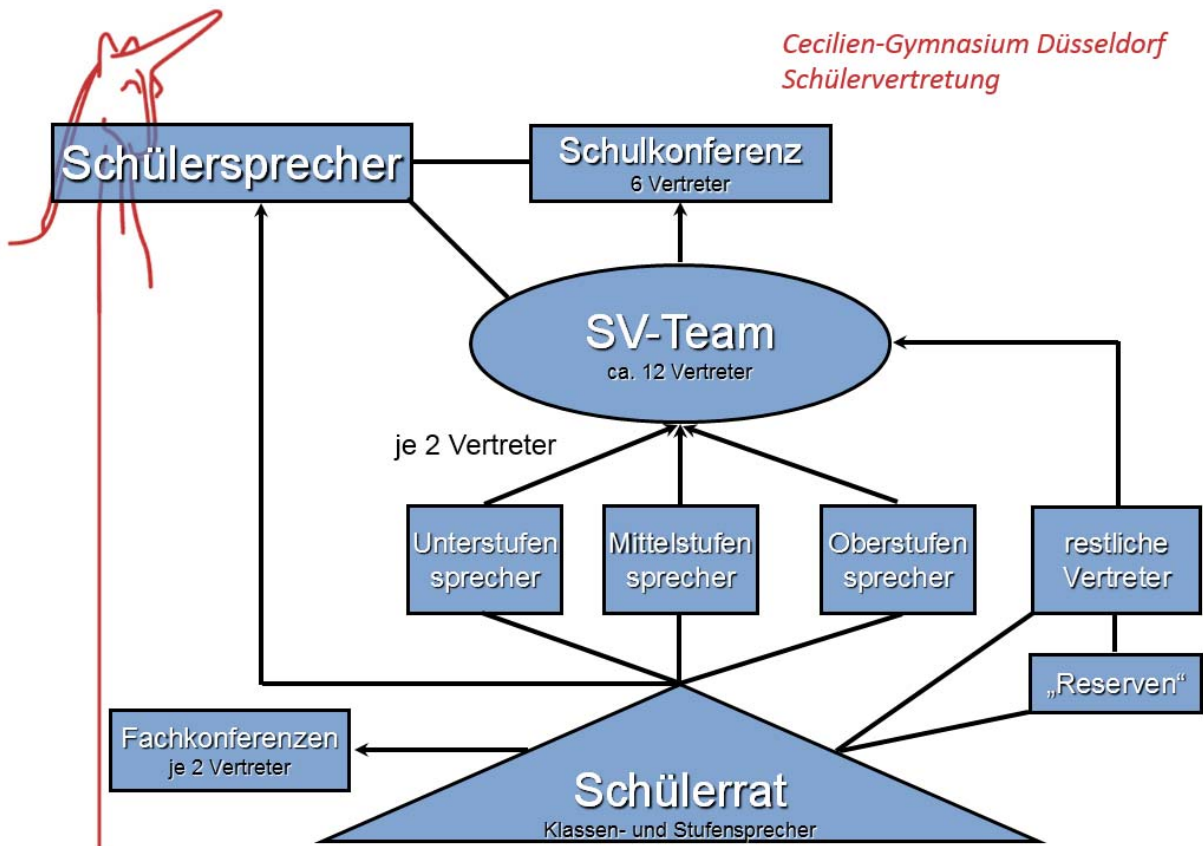 Cecilien-Gymnasium Düsseldorf
Schülervertretung
Schülersprecher
Schulkonferenz
6 Vertreter
SV-Team
ca. 12 Vertreter
je 2 Vertreter
Unterstufen
sprecher
Mittelstufen
sprecher
Oberstufen
sprecher
restliche
Vertreter
„Reserven“
Fachkonferenzen
je 2 Vertreter
Schülerrat
Klassen- und Stufensprecher